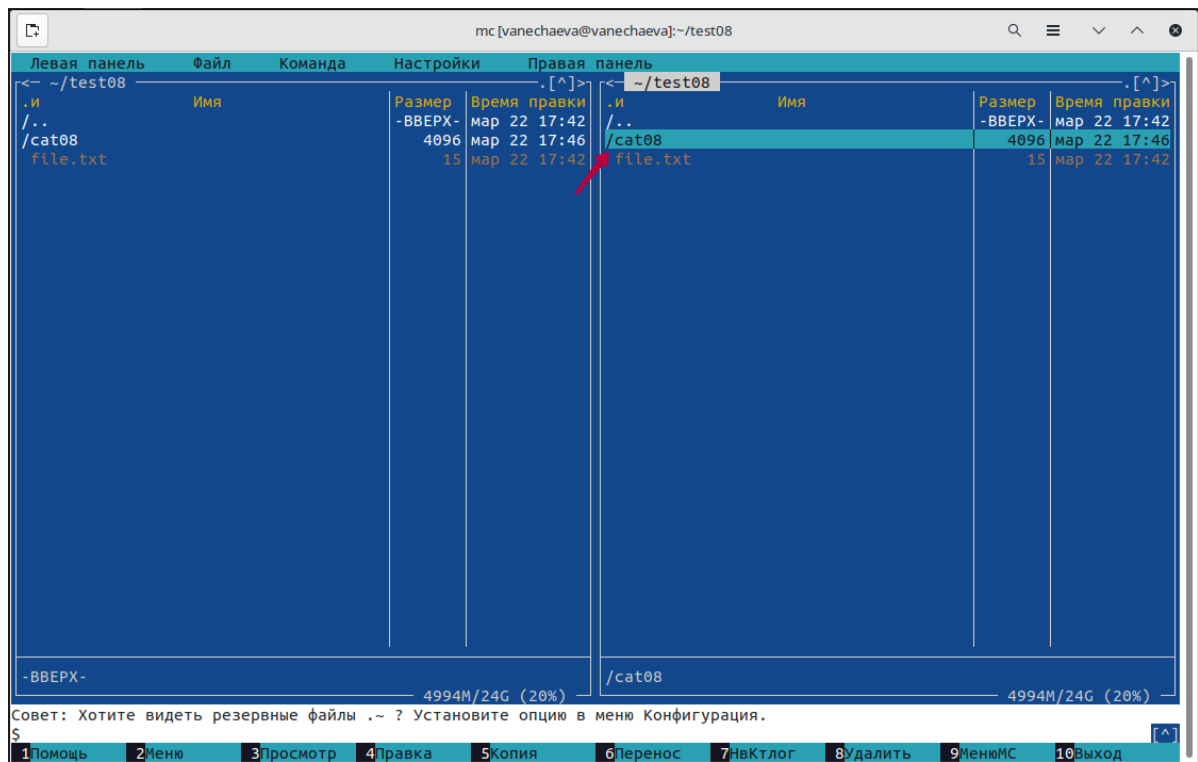 mc [vanechaeva@vanechaeva]:~/test08
Левая панель Файл Команда Настройки Правая панель
<─ ~/test08 .[^]> <─ ~/test08 .[^]>
.и Имя Размер Время правки .и Имя Размер Время правки
/.. -ВВЕРХ- мар 22 17:42 /.. -ВВЕРХ- мар 22 17:42
/cat08 4096 мар 22 17:46 /cat08 4096 мар 22 17:46
file.txt 15 мар 22 17:42 file.txt 15 мар 22 17:42
-ВВЕРХ- /cat08
4994M/24G (20%) 4994M/24G (20%)
Совет: Хотите видеть резервные файлы .~ ? Установите опцию в меню Конфигурация.
$ [^]
1Помощь 2Меню 3Просмотр 4Правка 5Копия 6Перенос 7НвКтлог 8Удалить 9МенюМС 10Выход